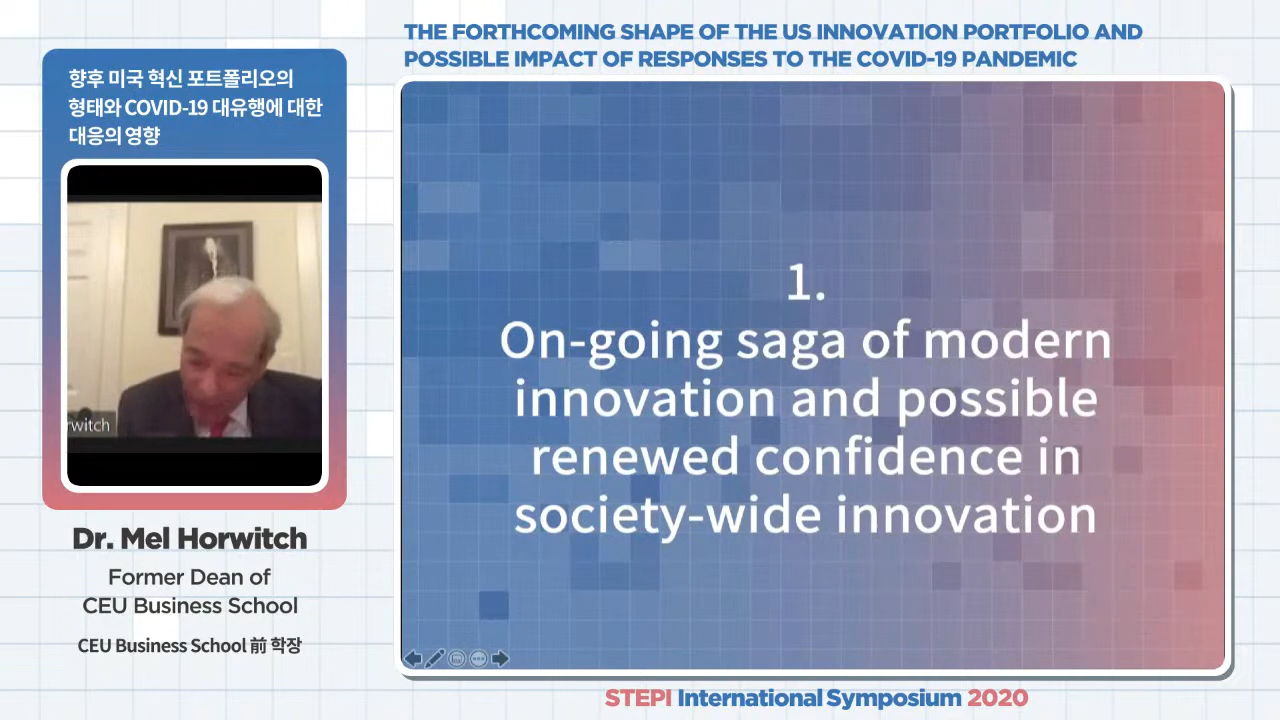 THE FORTHCOMING SHAPE OF THE US INNOVATION PORTFOLIO AND
POSSIBLE IMPACT OF RESPONSES TO THE COVID-19 PANDEMIC
향후 미국 혁신 포트폴리오의
형태와 COVID-19 대유행에 대한
대응의 영향
rwitch
Dr. Mel Horwitch
Former Dean of
CEU Business School
CEU Business School 前 학장
1.
On-going saga of modern
innovation and possible
renewed confidence in
society-wide innovation
STEPI International Symposium 2020